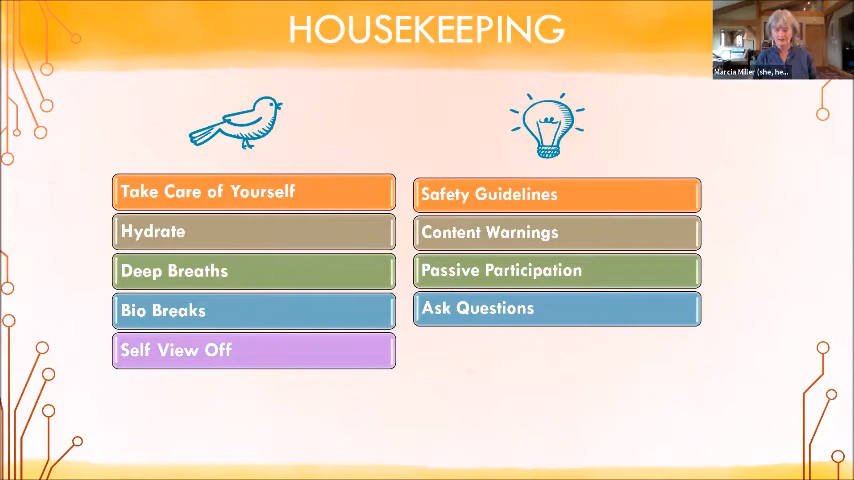 HOUSEKEEPING
Marcia Miller (she, he...
Take Care of Yourself
Hydrate
Deep Breaths
Bio Breaks
Self View Off
Safety Guidelines
Content Warnings
Passive Participation
Ask Questions